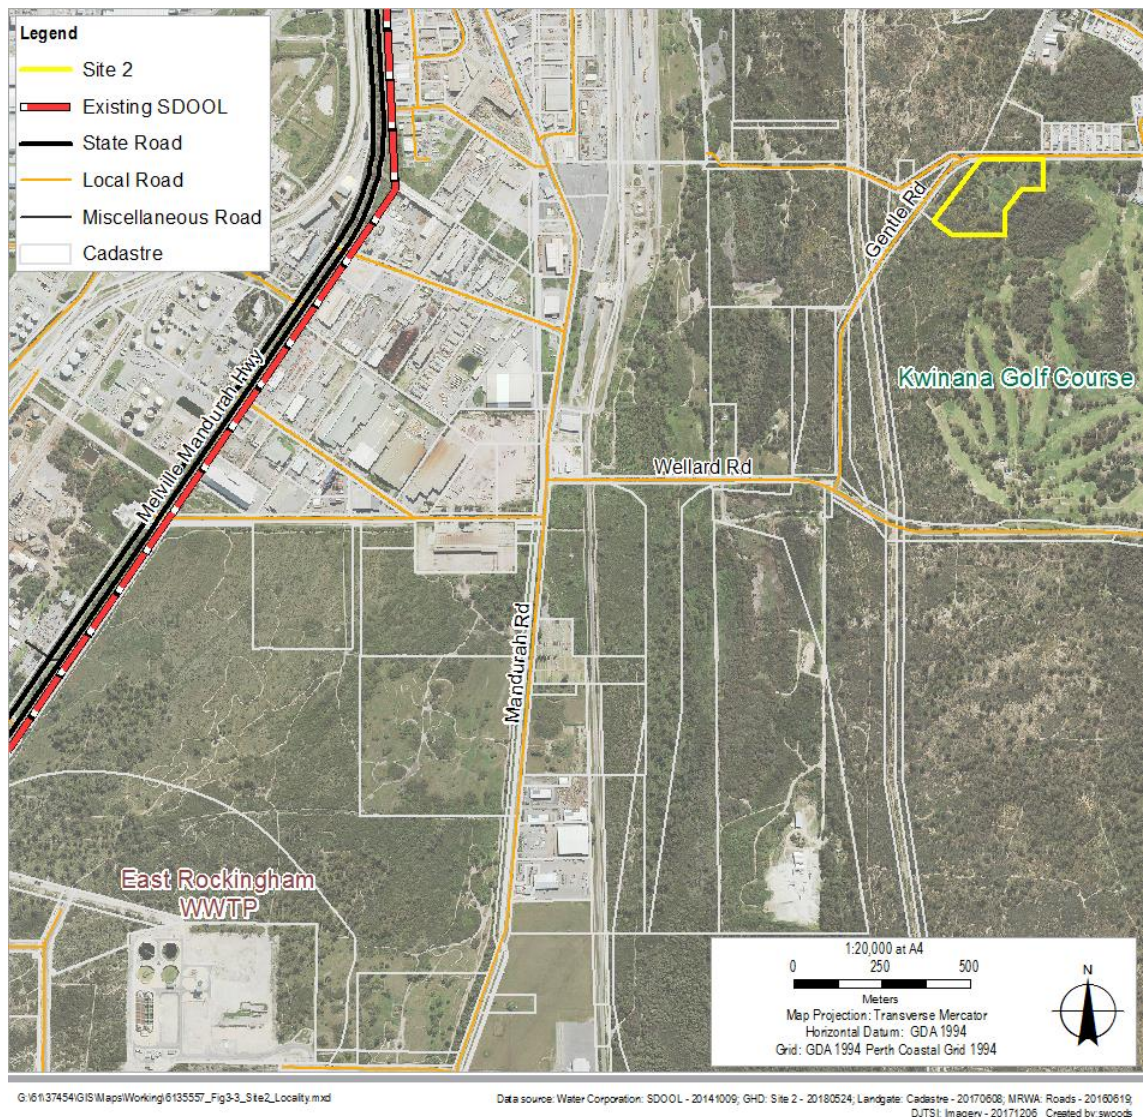 Legend
Site 2
Existing SDOOL
State Road
Local Road
Miscellaneous Road
Cadastre
Gentle Rd
Kwinana Golf Course
Melville Mandurah Hwy
Wellard Rd
Mandurah Rd
East Rockingham
WWTP
1:20,000 at A4
0 250 500
Meters
Map Projection: Transverse Mercator
Horizontal Datum: GDA 1994
Grid: GDA 1994 Perth Coastal Grid 1994
N
G:\61\37454\GIS\Maps\Working\6135557_Fig3-3_Site2_Locality.mxd
Data source: Water Corporation: SDOOL - 20141009; GHD: Site 2 - 20180524; Landgate: Cadastre - 20170608; MRWA: Roads - 20160619;
DJTSI: Imagery - 20171206 Created by:swoods